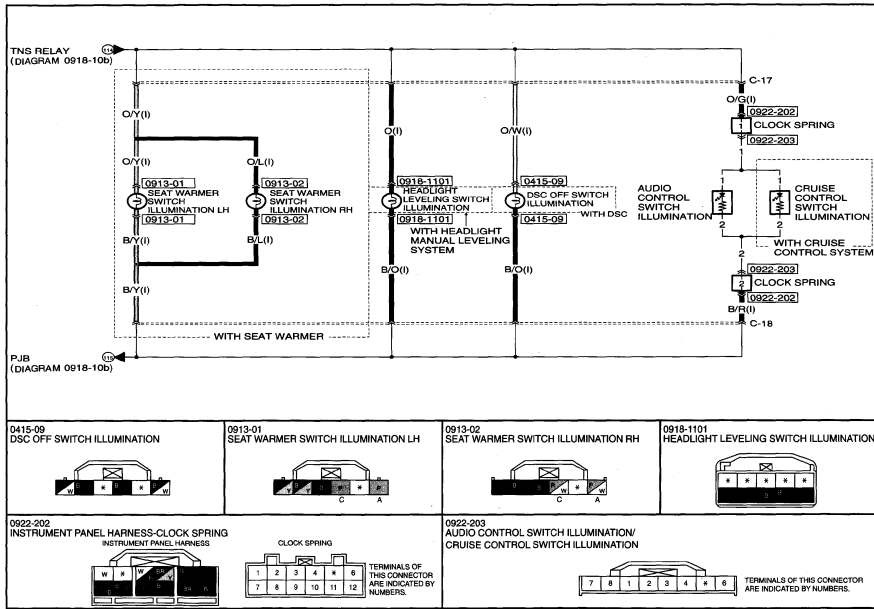 TNS RELAY
(DIAGRAM 0918-10b)
114
C-17
O/Y(I)
O(I)
O/W(i)
O/G(I)
0922-202
1
CLOCK SPRING
0922-203
O/Y(I)
O/L(I)
1
0913-01
SEAT WARMER
SWITCH
ILLUMINATION LH
0913-01
0913-02
SEAT WARMER
SWITCH
ILLUMINATION RH
0913-02
0918-1101
HEADLIGHT
LEVELING SWITCH
ILLUMINATION
0918-1101
WITH HEADLIGHT
MANUAL LEVELING
SYSTEM
0415-09
DSC OFF SWITCH
ILLUMINATION
WITH DSC
0415-09
AUDIO
CONTROL
SWITCH
ILLUMINATION
1
2
1
2
CRUISE
CONTROL
SWITCH
ILLUMINATION
WITH CRUISE
CONTROL SYSTEM
B/Y(I)
B/L(I)
B/Y(I)
B/O(I)
B/O(I)
2
0922-203
2
CLOCK SPRING
0922-202
B/R(I)
C-18
WITH SEAT WARMER
PJB
(DIAGRAM 0918-10b)
115
0415-09
DSC OFF SWITCH ILLUMINATION
W B * B * B W
0913-01
SEAT WARMER SWITCH ILLUMINATION LH
C A
0913-02
SEAT WARMER SWITCH ILLUMINATION RH
C A
0918-1101
HEADLIGHT LEVELING SWITCH ILLUMINATION
* * * * *
0922-202
INSTRUMENT PANEL HARNESS-CLOCK SPRING
INSTRUMENT PANEL HARNESS
CLOCK SPRING
1 2 3 4 * 6
7 8 9 10 11 12
TERMINALS OF
THIS CONNECTOR
ARE INDICATED BY
NUMBERS.
0922-203
AUDIO CONTROL SWITCH ILLUMINATION/
CRUISE CONTROL SWITCH ILLUMINATION
7 8 1 2 3 4 * * 6
TERMINALS OF THIS CONNECTOR
ARE INDICATED BY NUMBERS.